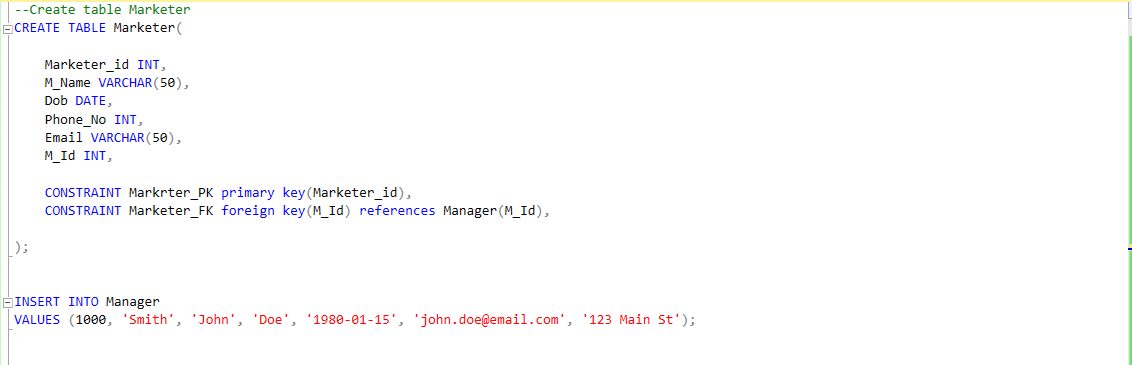 --Create table Marketer
CREATE TABLE Marketer(
Marketer_id INT,
M_Name VARCHAR(50),
Dob DATE,
Phone_No INT,
Email VARCHAR(50),
M_Id INT,
CONSTRAINT Markrter_PK primary key(Marketer_id),
CONSTRAINT Marketer_FK foreign key(M_Id) references Manager(M_Id),
);
INSERT INTO Manager
VALUES (1000, 'Smith', 'John', 'Doe', '1980-01-15', 'john.doe@email.com', '123 Main St');